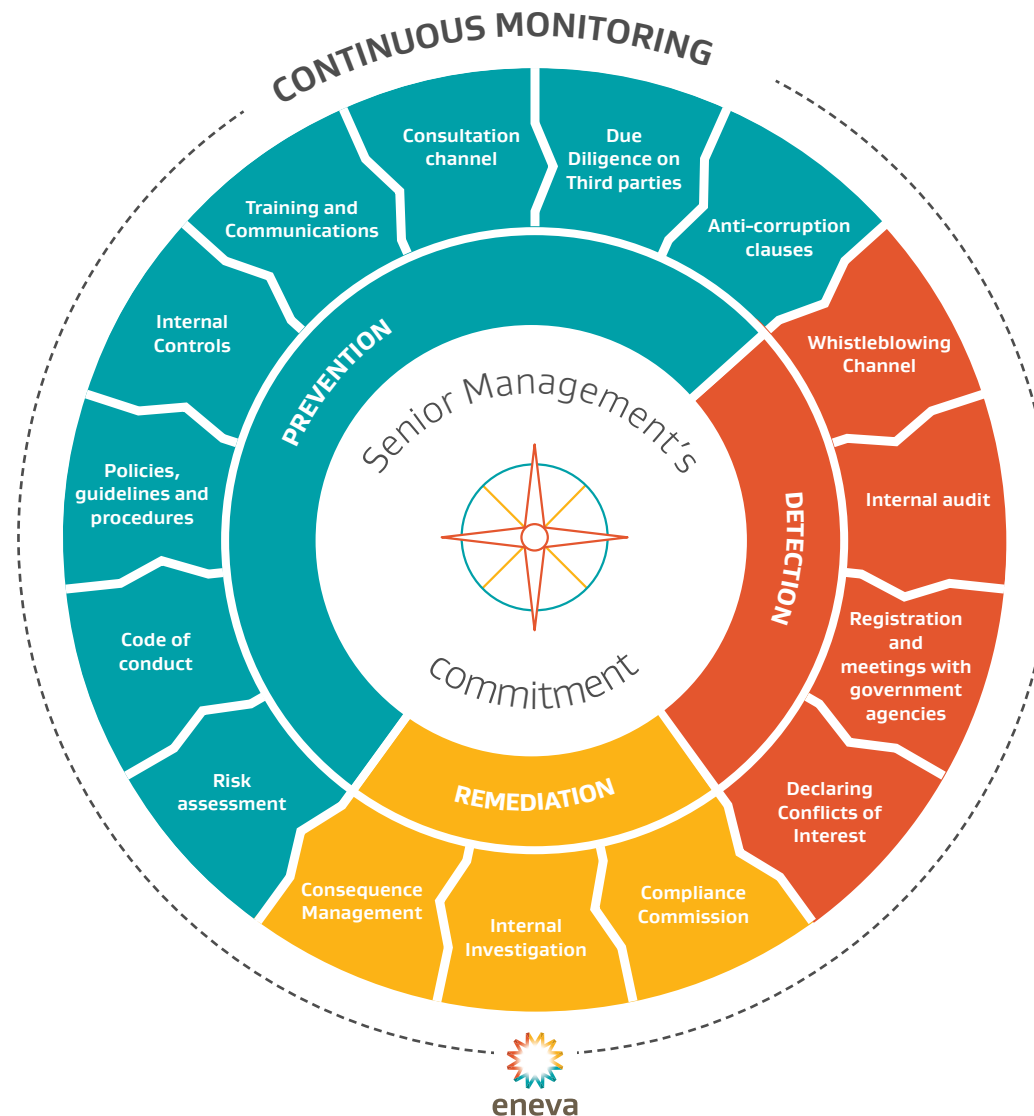 CONTINUOUS MONITORING
Consultation
channel
Due
Diligence on
Third parties
Anti-corruption
clauses
Training and
Communications
Internal
Controls
Policies,
guidelines and
procedures
Code of
conduct
Risk
assessment
PREVENTION
Whistleblowing
Channel
Internal audit
Registration
and
meetings with
government
agencies
Declaring
Conflicts of
Interest
DETECTION
Senior Management's
commitment
REMEDIATION
Consequence
Management
Internal
Investigation
Compliance
Commission
eneva